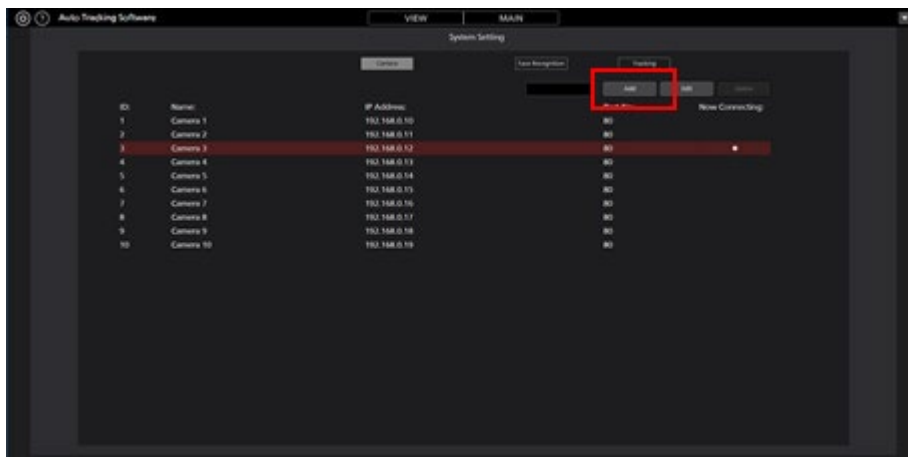 Auto Tracking Software VIEW MAIN
System Setting
Camera Face Recognition Tracking
Add Edit Delete
ID: Name: IP Address: Now Connecting:
1 Camera 1 192.168.0.10 80
2 Camera 2 192.168.0.11 80
3 Camera 3 192.168.0.12 80
4 Camera 4 192.168.0.13 80
5 Camera 5 192.168.0.14 80
6 Camera 6 192.168.0.15 80
7 Camera 7 192.168.0.16 80
8 Camera 8 192.168.0.17 80
9 Camera 9 192.168.0.18 80
10 Camera 10 192.168.0.19 80